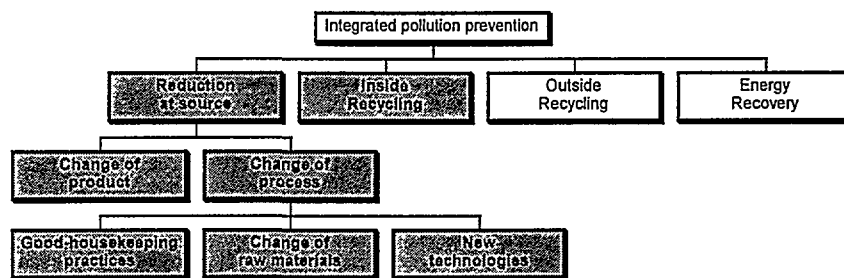 Integrated pollution prevention
Reduction
at source
Inside
Recycling
Outside
Recycling
Energy
Recovery
Change of
product
Change of
process
Good-housekeeping
practices
Change of
raw materials
New
technologies